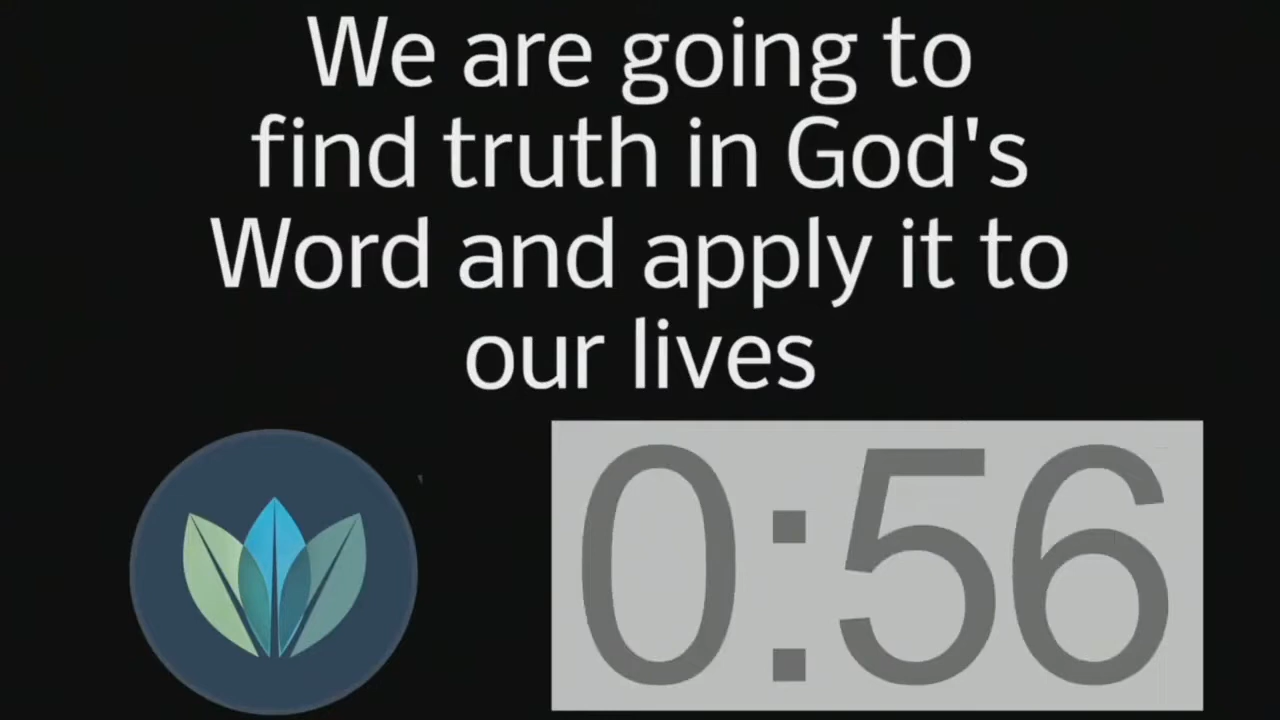 We are going to
find truth in God's
Word and apply it to
our lives
0:56